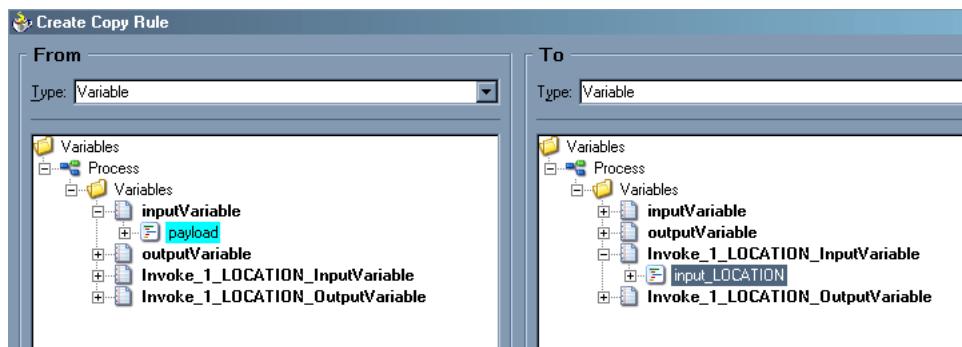 Create Copy Rule
From
Type: Variable
Variables
Process
Variables
inputVariable
payload
outputVariable
Invoke_1_LOCATION_InputVariable
Invoke_1_LOCATION_OutputVariable
To
Type: Variable
Variables
Process
Variables
inputVariable
outputVariable
Invoke_1_LOCATION_InputVariable
input_LOCATION
Invoke_1_LOCATION_OutputVariable